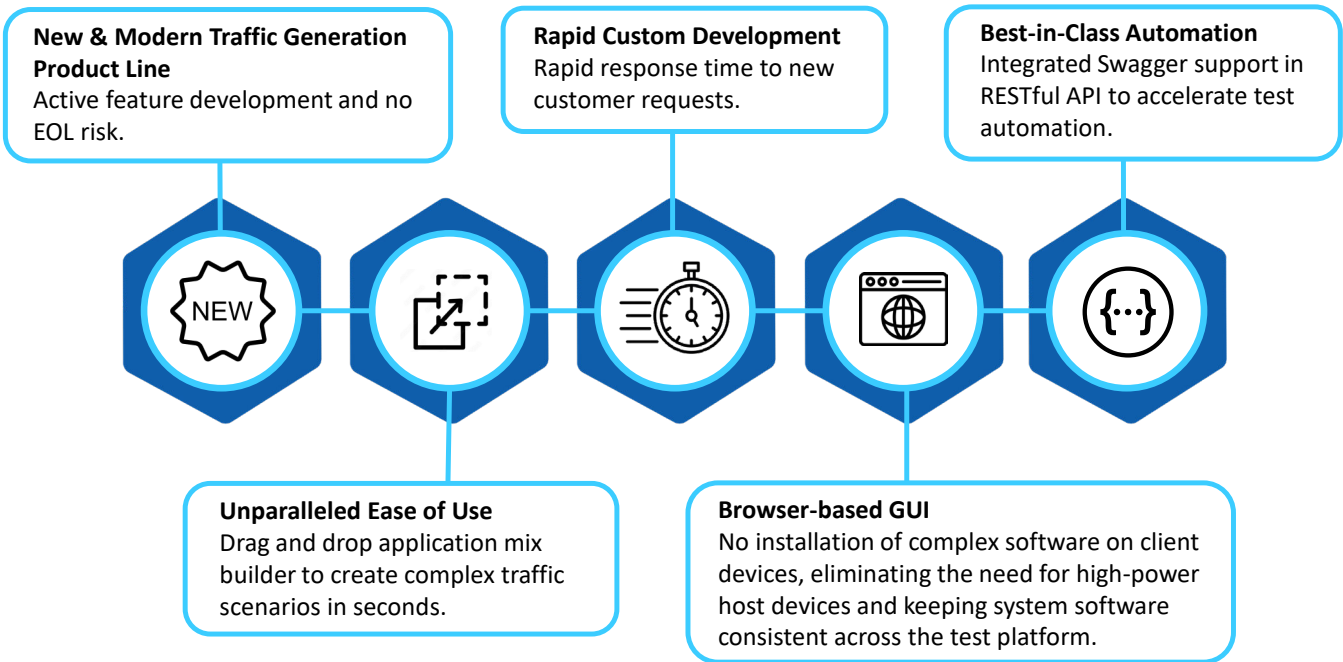 New & Modern Traffic Generation
Product Line
Active feature development and no
EOL risk.
Rapid Custom Development
Rapid response time to new
customer requests.
Best-in-Class Automation
Integrated Swagger support in
RESTful API to accelerate test
automation.
NEW
{...}
Unparalleled Ease of Use
Drag and drop application mix
builder to create complex traffic
scenarios in seconds.
Browser-based GUI
No installation of complex software on client
devices, eliminating the need for high-power
host devices and keeping system software
consistent across the test platform.